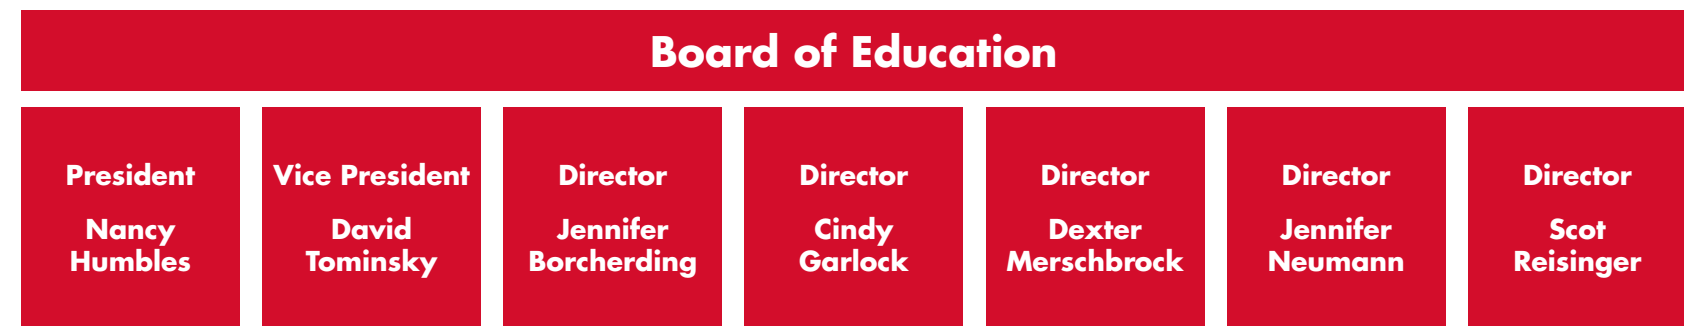 Board of Education
President
Nancy
Humbles
Vice President
David
Tominsky
Director
Jennifer
Borcherding
Director
Cindy
Garlock
Director
Dexter
Merschbrock
Director
Jennifer
Neumann
Director
Scot
Reisinger